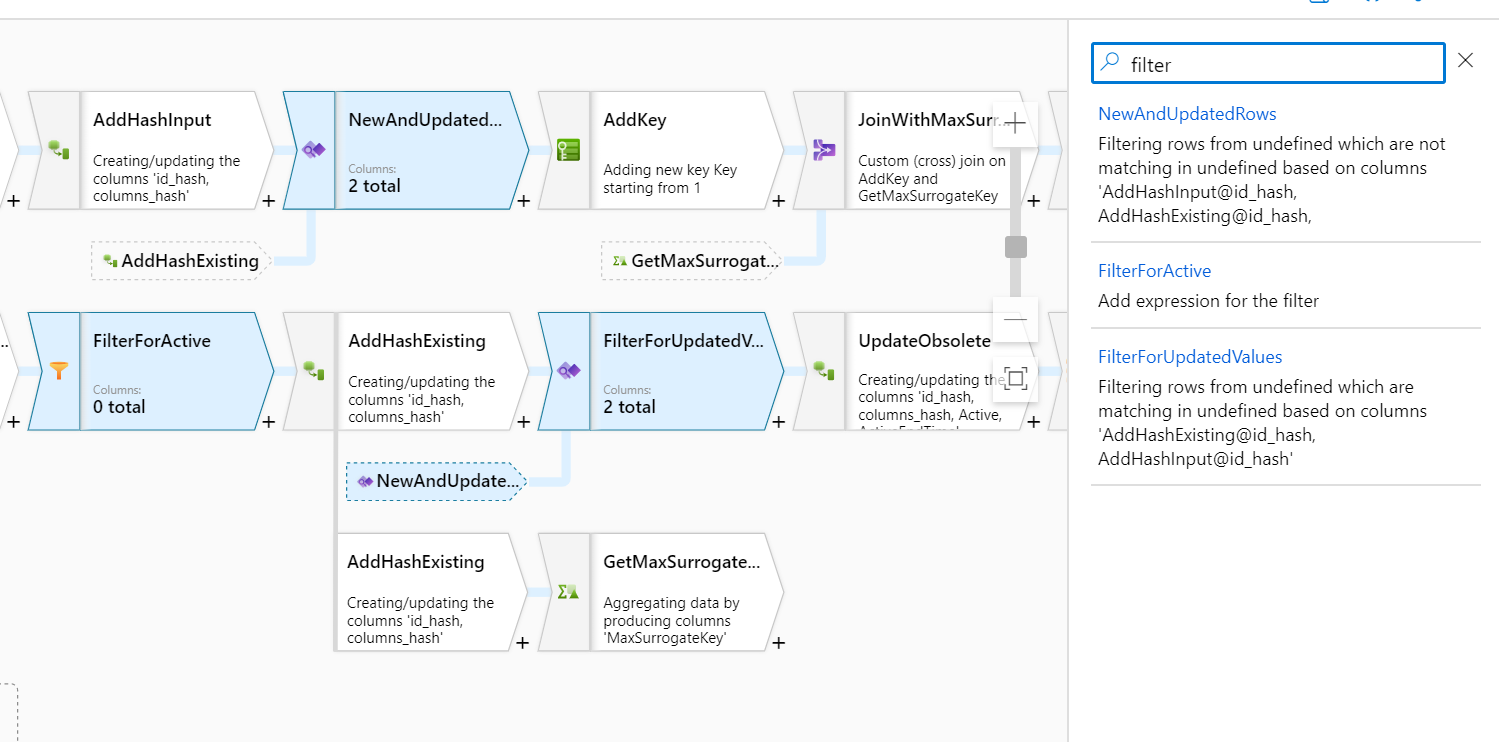 filter
NewAndUpdatedRows
Filtering rows from undefined which are not
matching in undefined based on columns
'AddHashInput@id_hash,
AddHashExisting@id_hash,
FilterForActive
Add expression for the filter
FilterForUpdatedValues
Filtering rows from undefined which are
matching in undefined based on columns
'AddHashExisting@id_hash,
AddHashInput@id_hash'
AddHashInput
Creating/updating the
columns 'id_hash,
columns_hash'
+
NewAndUpdated...
Columns:
2 total
+
AddKey
Adding new key Key
starting from 1
+
JoinWithMaxSurr...
Custom (cross) join on
AddKey and
GetMaxSurrogateKey
+
AddHashExisting
GetMaxSurrogat...
FilterForActive
Columns:
0 total
+
AddHashExisting
Creating/updating the
columns 'id_hash,
columns_hash'
+
FilterForUpdatedV...
Columns:
2 total
+
UpdateObsolete
Creating/updating the
columns 'id_hash,
columns_hash, Active,
+
NewAndUpdate...
AddHashExisting
Creating/updating the
columns 'id_hash,
columns_hash'
+
GetMaxSurrogate...
Aggregating data by
producing columns
'MaxSurrogateKey'
+